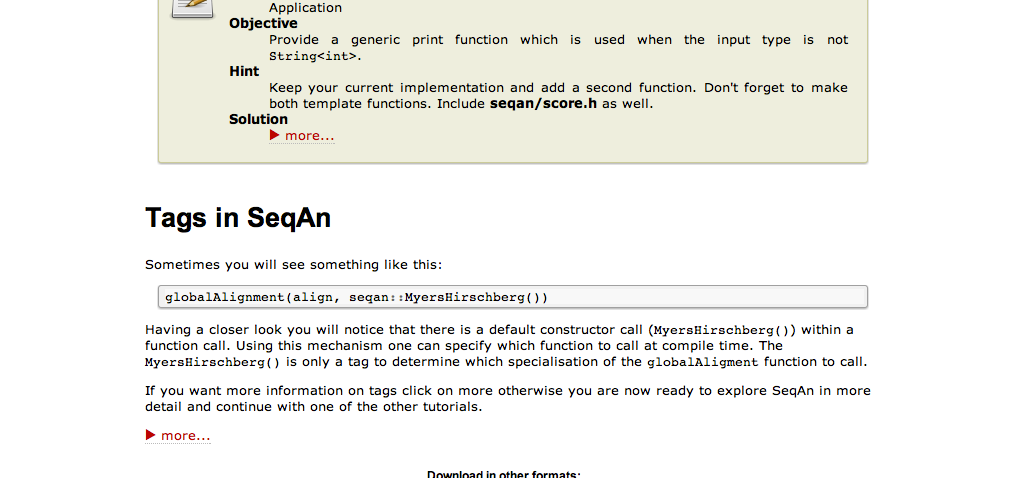 Application
Objective
Provide a generic print function which is used when the input type is not
String<int>.
Hint
Keep your current implementation and add a second function. Don't forget to make
both template functions. Include seqan/score.h as well.
Solution
more...
Tags in SeqAn
Sometimes you will see something like this:
globalAlignment(align, seqan::MyersHirschberg())
Having a closer look you will notice that there is a default constructor call (MyersHirschberg()) within a
function call. Using this mechanism one can specify which function to call at compile time. The
MyersHirschberg() is only a tag to determine which specialisation of the globalAligment function to call.
If you want more information on tags click on more otherwise you are now ready to explore SeqAn in more
detail and continue with one of the other tutorials.
more...
Download in other formats: